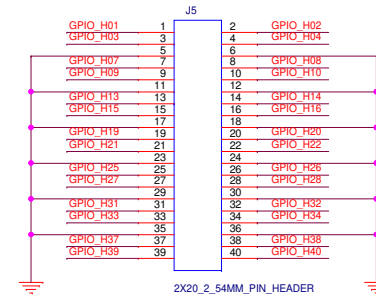 J5
GPIO_H01 1 2 GPIO_H02
GPIO_H03 3 4 GPIO_H04
5 6
GPIO_H07 7 8 GPIO_H08
GPIO_H09 9 10 GPIO_H10
11 12
GPIO_H13 13 14 GPIO_H14
GPIO_H15 15 16 GPIO_H16
17 18
GPIO_H19 19 20 GPIO_H20
GPIO_H21 21 22 GPIO_H22
23 24
GPIO_H25 25 26 GPIO_H26
GPIO_H27 27 28 GPIO_H28
29 30
GPIO_H31 31 32 GPIO_H32
GPIO_H33 33 34 GPIO_H34
35 36
GPIO_H37 37 38 GPIO_H38
GPIO_H39 39 40 GPIO_H40
2X20_2_54MM_PIN_HEADER